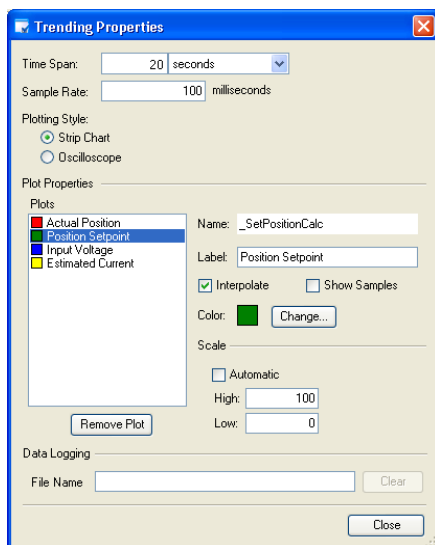 Trending Properties
Time Span: 20 seconds
Sample Rate: 100 milliseconds
Plotting Style:
Strip Chart
Oscilloscope
Plot Properties
Plots
Actual Position
Position Setpoint
Input Voltage
Estimated Current
Remove Plot
Name: _SetPositionCalc
Label: Position Setpoint
Interpolate Show Samples
Color: Change...
Scale
Automatic
High: 100
Low: 0
Data Logging
File Name Clear
Close